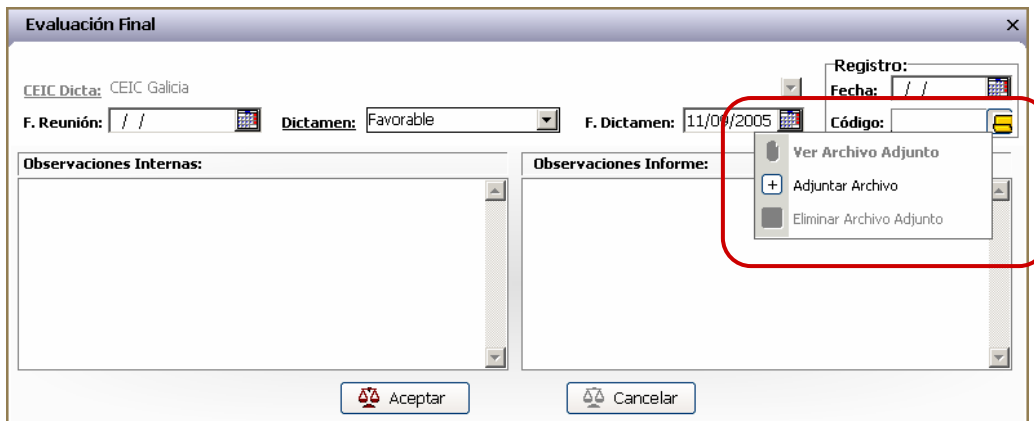 Evaluación Final
Registro:
CEIC Dicta: CEIC Galicia
Fecha: / /
F. Reunión: / / Dictamen: Favorable F. Dictamen: 11/09/2005 Código:
Ver Archivo Adjunto
Observaciones Internas: Observaciones Informe:
Adjuntar Archivo
Eliminar Archivo Adjunto
Aceptar Cancelar